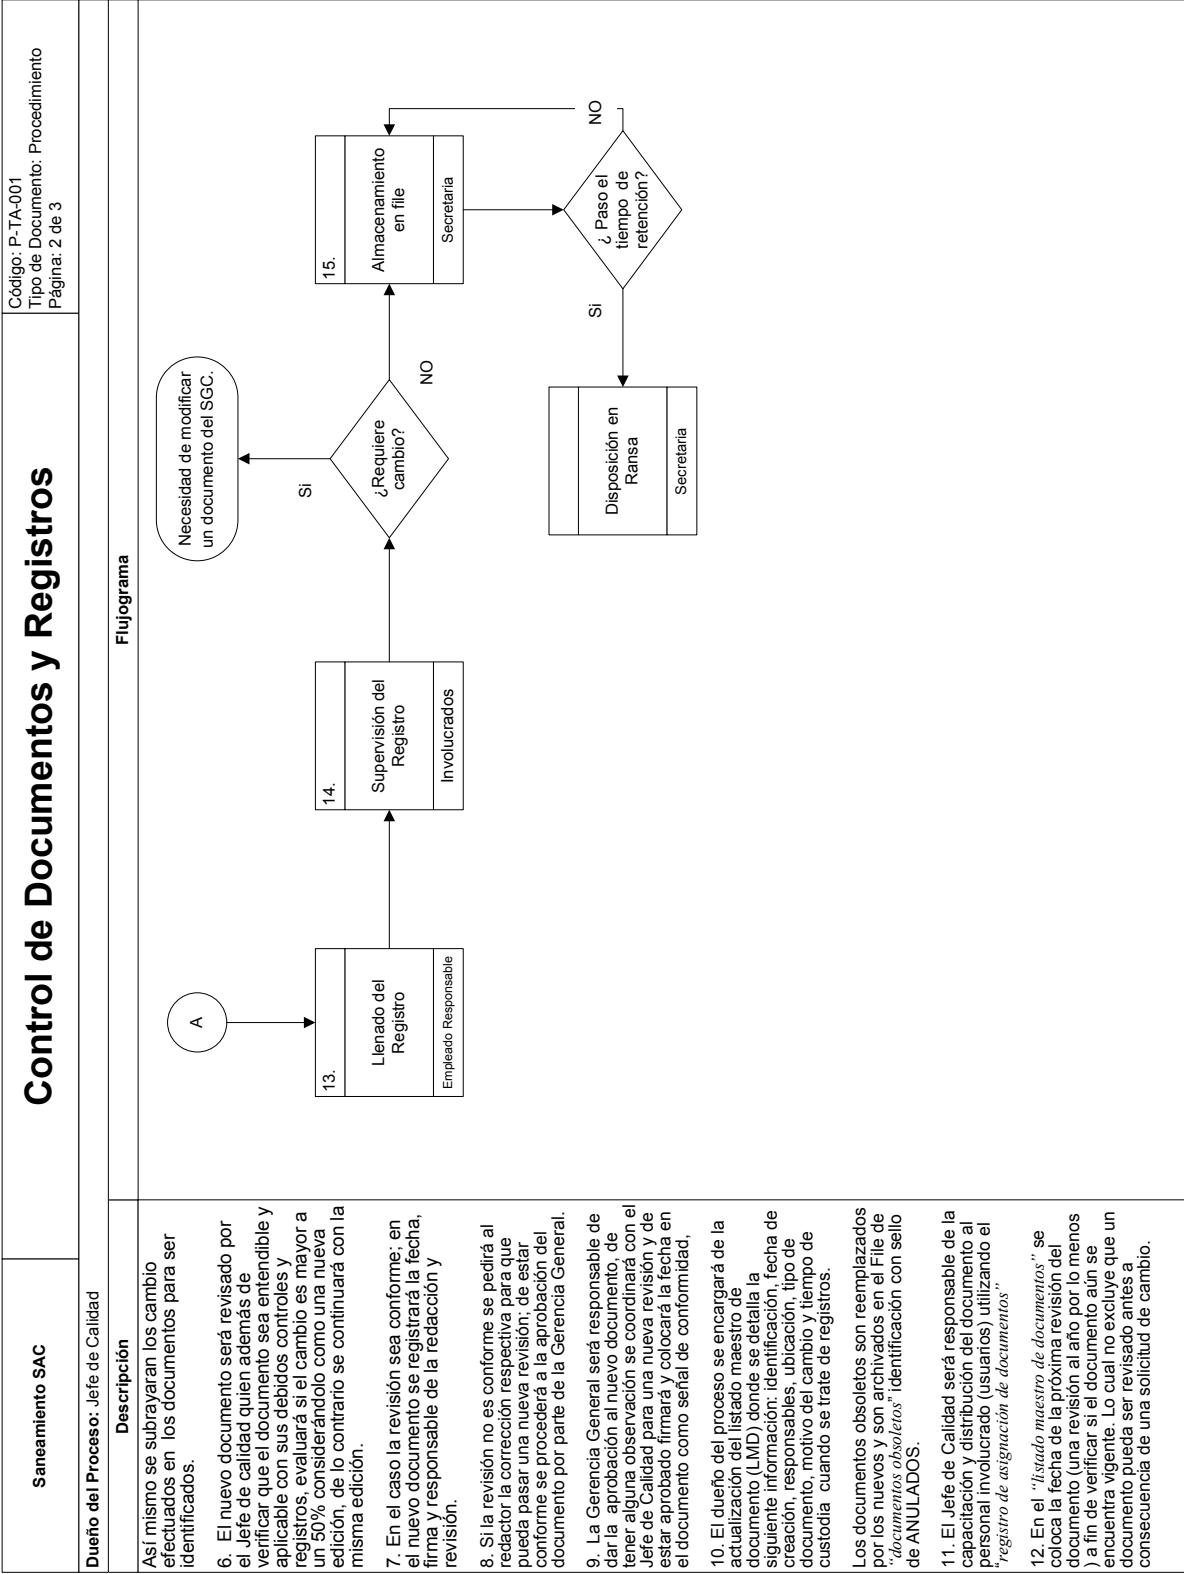 Saneamiento SAC
Control de Documentos y Registros
Código: P-TA-001
Tipo de Documento: Procedimiento
Página: 2 de 3
Dueño del Proceso: Jefe de Calidad
Descripción
Flujograma
Así mismo se subrayaran los cambio
efectuados en los documentos para ser
identificados.
6. El nuevo documento será revisado por
el Jefe de calidad quien además de
verificar que el documento sea entendible y
aplicable con sus debidos controles y
registros, evaluará si el cambio es mayor a
un 50% considerándolo como una nueva
edición, de lo contrario se continuará con la
misma edición.
7. En el caso la revisión sea conforme; en
el nuevo documento se registrará la fecha,
firma y responsable de la redacción y
revisión.
8. Si la revisión no es conforme se pedirá al
redactor la corrección respectiva para que
pueda pasar una nueva revisión; de estar
conforme se procederá a la aprobación del
documento por parte de la Gerencia General.
9. La Gerencia General será responsable de
dar la aprobación al nuevo documento, de
tener alguna observación se coordinará con el
Jefe de Calidad para una nueva revisión y de
estar aprobado firmará y colocará la fecha en
el documento como señal de conformidad,
10. El dueño del proceso se encargará de la
actualización del listado maestro de
documento (LMD) donde se detalla la
siguiente información: identificación, fecha de
creación, responsables, ubicación, tipo de
documento, motivo del cambio y tiempo de
custodia cuando se trate de registros.
Los documentos obsoletos son reemplazados
por los nuevos y son archivados en el File de
“documentos obsoletos” identificación con sello
de ANULADOS.
11. El Jefe de Calidad será responsable de la
capacitación y distribución del documento al
personal involucrado (usuarios) utilizando el
“registro de asignación de documentos”
12. En el “listado maestro de documentos” se
coloca la fecha de la próxima revisión del
documento (una revisión al año por lo menos
) a fin de verificar si el documento aún se
encuentra vigente. Lo cual no excluye que un
documento pueda ser revisado antes a
consecuencia de una solicitud de cambio.
A
13.
Llenado del
Registro
Empleado Responsable
14.
Supervisión del
Registro
Involucrados
¿Requiere
cambio?
Si
Necesidad de modificar
un documento del SGC.
NO
15.
Almacenamiento
en file
Secretaria
¿ Paso el
tiempo de
retención?
NO
Si
Disposición en
Ransa
Secretaria